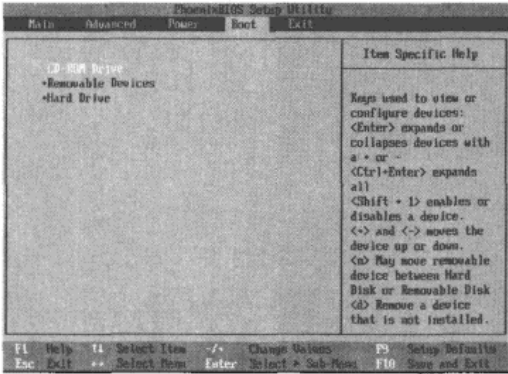 PhoenixBIOS Setup Utility
Main Advanced Power Boot Exit
CD-ROM Drive
+Removable Devices
+Hard Drive
Item Specific Help
Keys used to view or
configure devices:
<Enter> expands or
collapses devices with
a + or -
<Ctrl+Enter> expands
all
<Shift + 1> enables or
disables a device.
<+> and <-> moves the
device up or down.
<n> May move removable
device between Hard
Disk or Removable Disk
<d> Remove a device
that is not installed.
F1 Help ↑↓ Select Item -/+ Change Values F9 Setup Defaults
Esc Exit ↔ Select Menu Enter Select ▸ Sub-Menu F10 Save and Exit